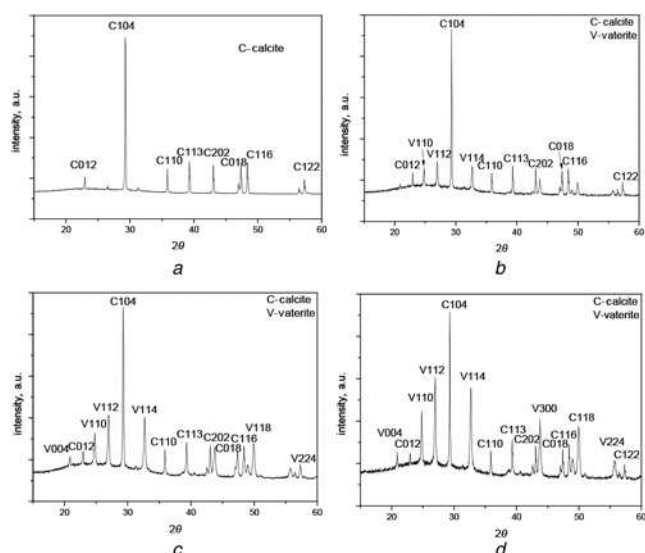 C104
C-calcite
intensity, a.u.
C012
C110
C113
C202
C018
C116
C122
20 30 40 50 60
2θ
a
C104
C-calcite
V-vaterite
intensity, a.u.
C012
V110
V112
V114
C110
C113
C202
C018
C116
C122
20 30 40 50 60
2θ
b
C104
C-calcite
V-vaterite
intensity, a.u.
V004
C012
V110
V112
V114
C110
C113
C202
C018
C116
V118
V224
20 30 40 50 60
2θ
c
C104
C-calcite
V-vaterite
intensity, a.u.
V004
C012
V110
V112
V114
C110
C113
C202
V300
C018
C116
C118
V224
C122
20 30 40 50 60
2θ
d